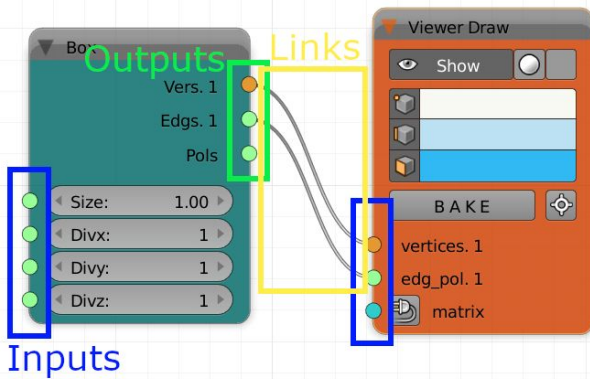 Box
Outputs
Vers. 1
Edgs. 1
Pols
Size: 1.00
Divx: 1
Divy: 1
Divz: 1
Inputs
Links
Viewer Draw
Show
BAKE
vertices. 1
edg_pol. 1
matrix